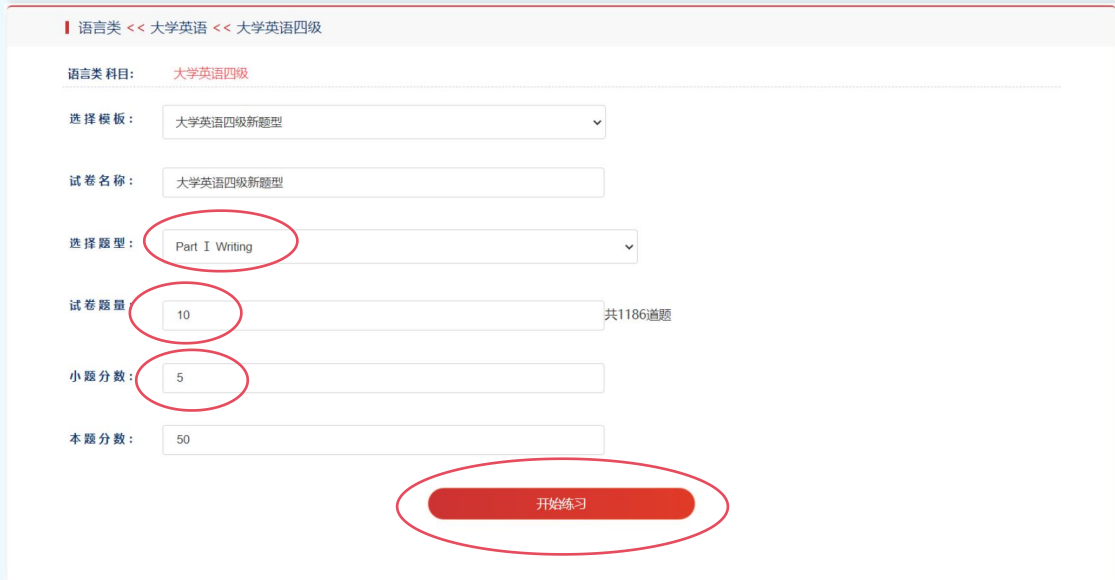 语言类 << 大学英语 << 大学英语四级
语言类 科目: 大学英语四级
选择模板: 大学英语四级新题型
试卷名称: 大学英语四级新题型
选择题型: Part Ⅰ Writing
试卷题量: 10 共1186道题
小题分数: 5
本题分数: 50
开始练习